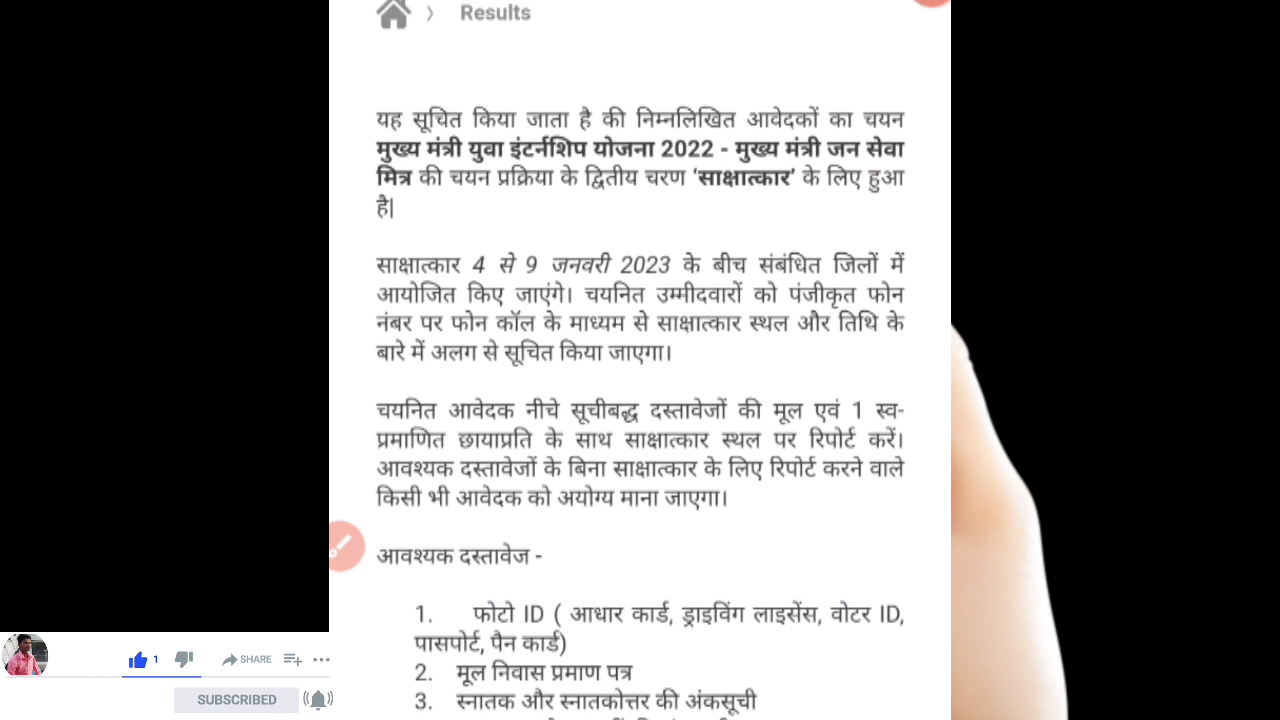 〉 Results
यह सूचित किया जाता है की निम्नलिखित आवेदकों का चयन
मुख्य मंत्री युवा इंटर्नशिप योजना 2022 - मुख्य मंत्री जन सेवा
मित्र की चयन प्रक्रिया के द्वितीय चरण ‘साक्षात्कार’ के लिए हुआ
है|
साक्षात्कार 4 से 9 जनवरी 2023 के बीच संबंधित जिलों में
आयोजित किए जाएंगे। चयनित उम्मीदवारों को पंजीकृत फोन
नंबर पर फोन कॉल के माध्यम से साक्षात्कार स्थल और तिथि के
बारे में अलग से सूचित किया जाएगा।
चयनित आवेदक नीचे सूचीबद्ध दस्तावेजों की मूल एवं 1 स्व-
प्रमाणित छायाप्रति के साथ साक्षात्कार स्थल पर रिपोर्ट करें।
आवश्यक दस्तावेजों के बिना साक्षात्कार के लिए रिपोर्ट करने वाले
किसी भी आवेदक को अयोग्य माना जाएगा।
आवश्यक दस्तावेज -
1. फोटो ID ( आधार कार्ड, ड्राइविंग लाइसेंस, वोटर ID,
पासपोर्ट, पैन कार्ड)
2. मूल निवास प्रमाण पत्र
3. स्नातक और स्नातकोत्तर की अंकसूची
1 SHARE
SUBSCRIBED